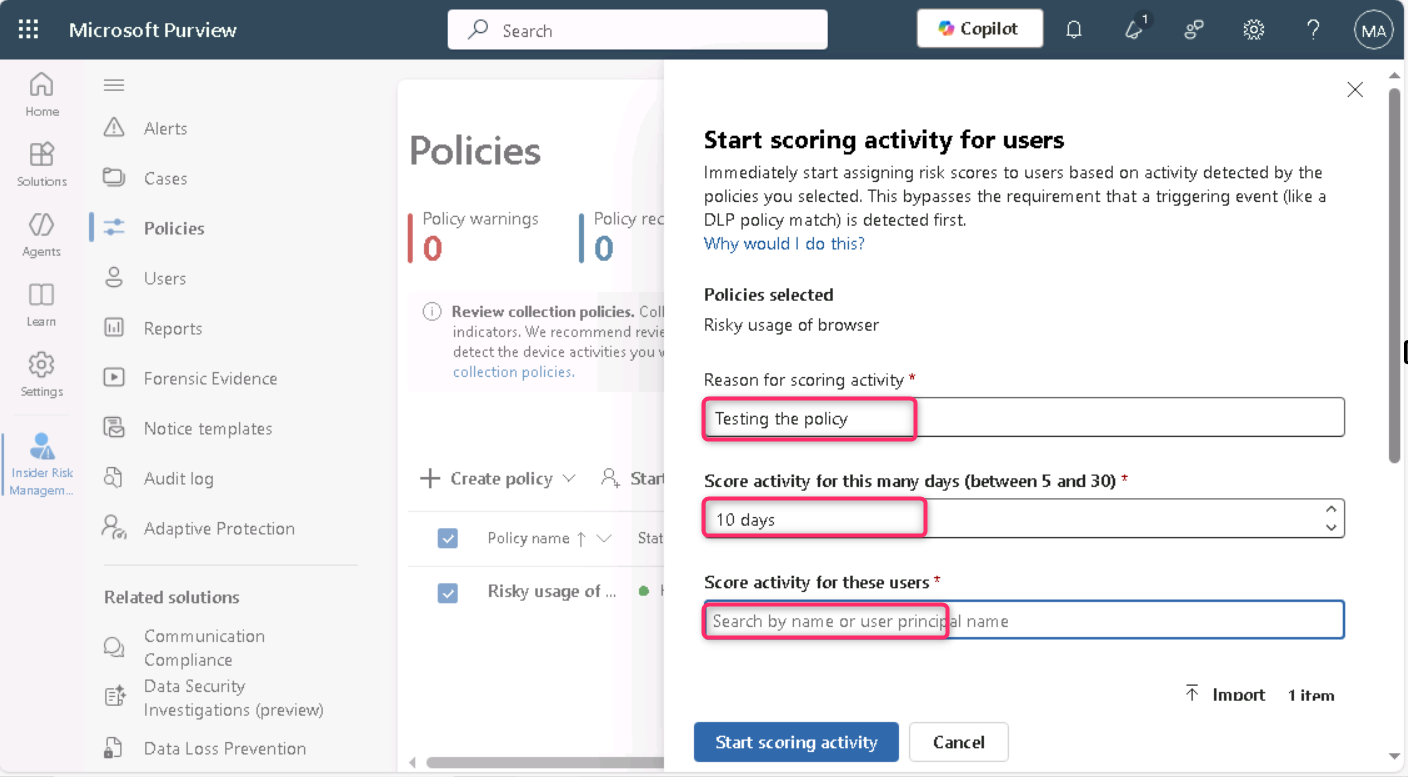 Microsoft Purview
Search
Copilot
1
MA
Home
Solutions
Agents
Learn
Settings
Insider Risk
Managem...
Alerts
Cases
Policies
Users
Reports
Forensic Evidence
Notice templates
Audit log
Adaptive Protection
Related solutions
Communication
Compliance
Data Security
Investigations (preview)
Data Loss Prevention
Policies
Policy warnings
0
Policy rec
0
Review collection policies. Coll
indicators. We recommend revie
detect the device activities you w
collection policies.
Create policy
Start
Policy name
Stat
Risky usage of ...
Start scoring activity for users
Immediately start assigning risk scores to users based on activity detected by the
policies you selected. This bypasses the requirement that a triggering event (like a
DLP policy match) is detected first.
Why would I do this?
Policies selected
Risky usage of browser
Reason for scoring activity *
Testing the policy
Score activity for this many days (between 5 and 30) *
10 days
Score activity for these users *
Search by name or user principal name
Import
1 item
Start scoring activity
Cancel